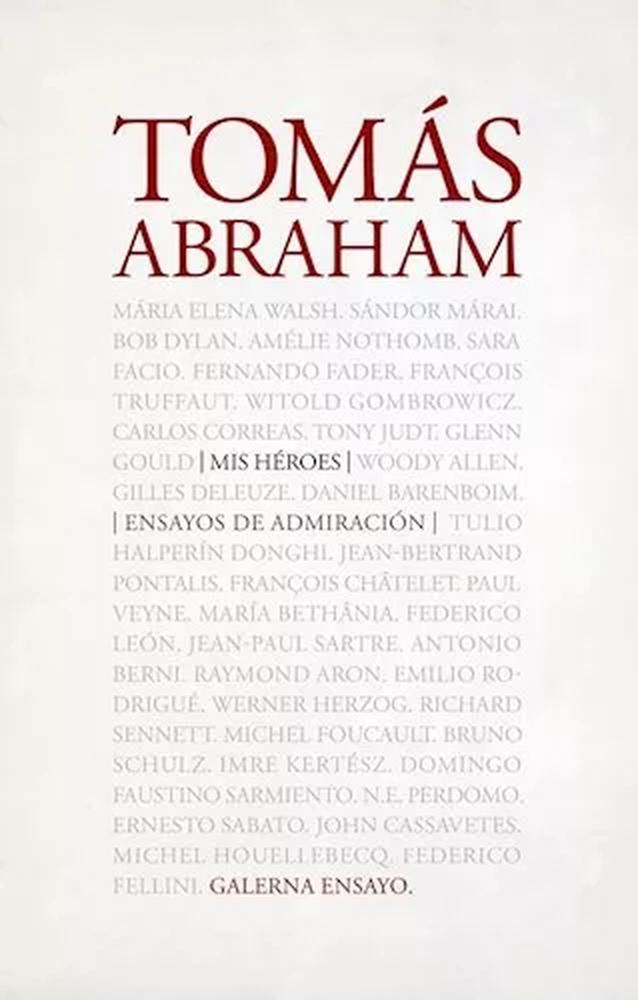 TOMÁS
ABRAHAM
MÁRIA ELENA WALSH. SÁNDOR MÁRAI.
BOB DYLAN. AMÉLIE NOTHOMB. SARA
FACIO. FERNANDO FADER. FRANÇOIS
TRUFFAUT. WITOLD GOMBROWICZ.
CARLOS CORREAS. TONY JUDT. GLENN
GOULD | MIS HÉROES | WOODY ALLEN.
GILLES DELEUZE. DANIEL BARENBOIM.
| ENSAYOS DE ADMIRACIÓN | TULIO
HALPERÍN DONGHI. JEAN-BERTRAND
PONTALIS. FRANÇOIS CHÂTELET. PAUL
VEYNE. MARÍA BETHÂNIA. FEDERICO
LEÓN. JEAN-PAUL SARTRE. ANTONIO
BERNI. RAYMOND ARON. EMILIO RO-
DRIGUÉ. WERNER HERZOG. RICHARD
SENNETT. MICHEL FOUCAULT. BRUNO
SCHULZ. IMRE KERTÉSZ. DOMINGO
FAUSTINO SARMIENTO. N.E. PERDOMO.
ERNESTO SABATO. JOHN CASSAVETES.
MICHEL HOUELLEBECQ. FEDERICO
FELLINI. GALERNA ENSAYO.